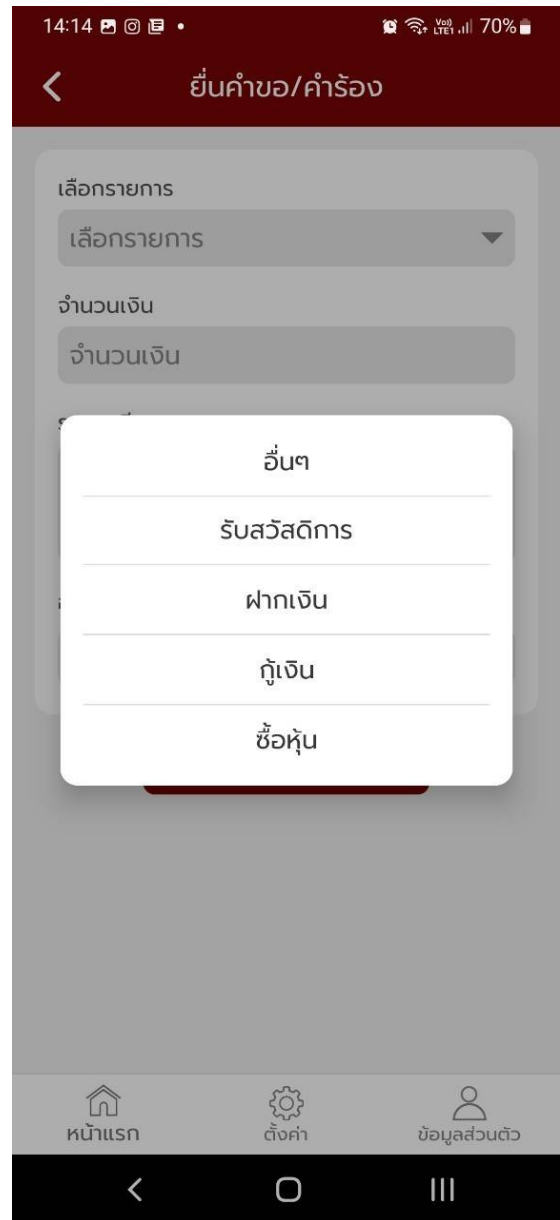 14:14
70%
ยื่นคำขอ/คำร้อง
เลือกรายการ
เลือกรายการ
จำนวนเงิน
จำนวนเงิน
อื่นๆ
รับสวัสดิการ
ฝากเงิน
กู้เงิน
ซื้อหุ้น
หน้าแรก
ตั้งค่า
ข้อมูลส่วนตัว